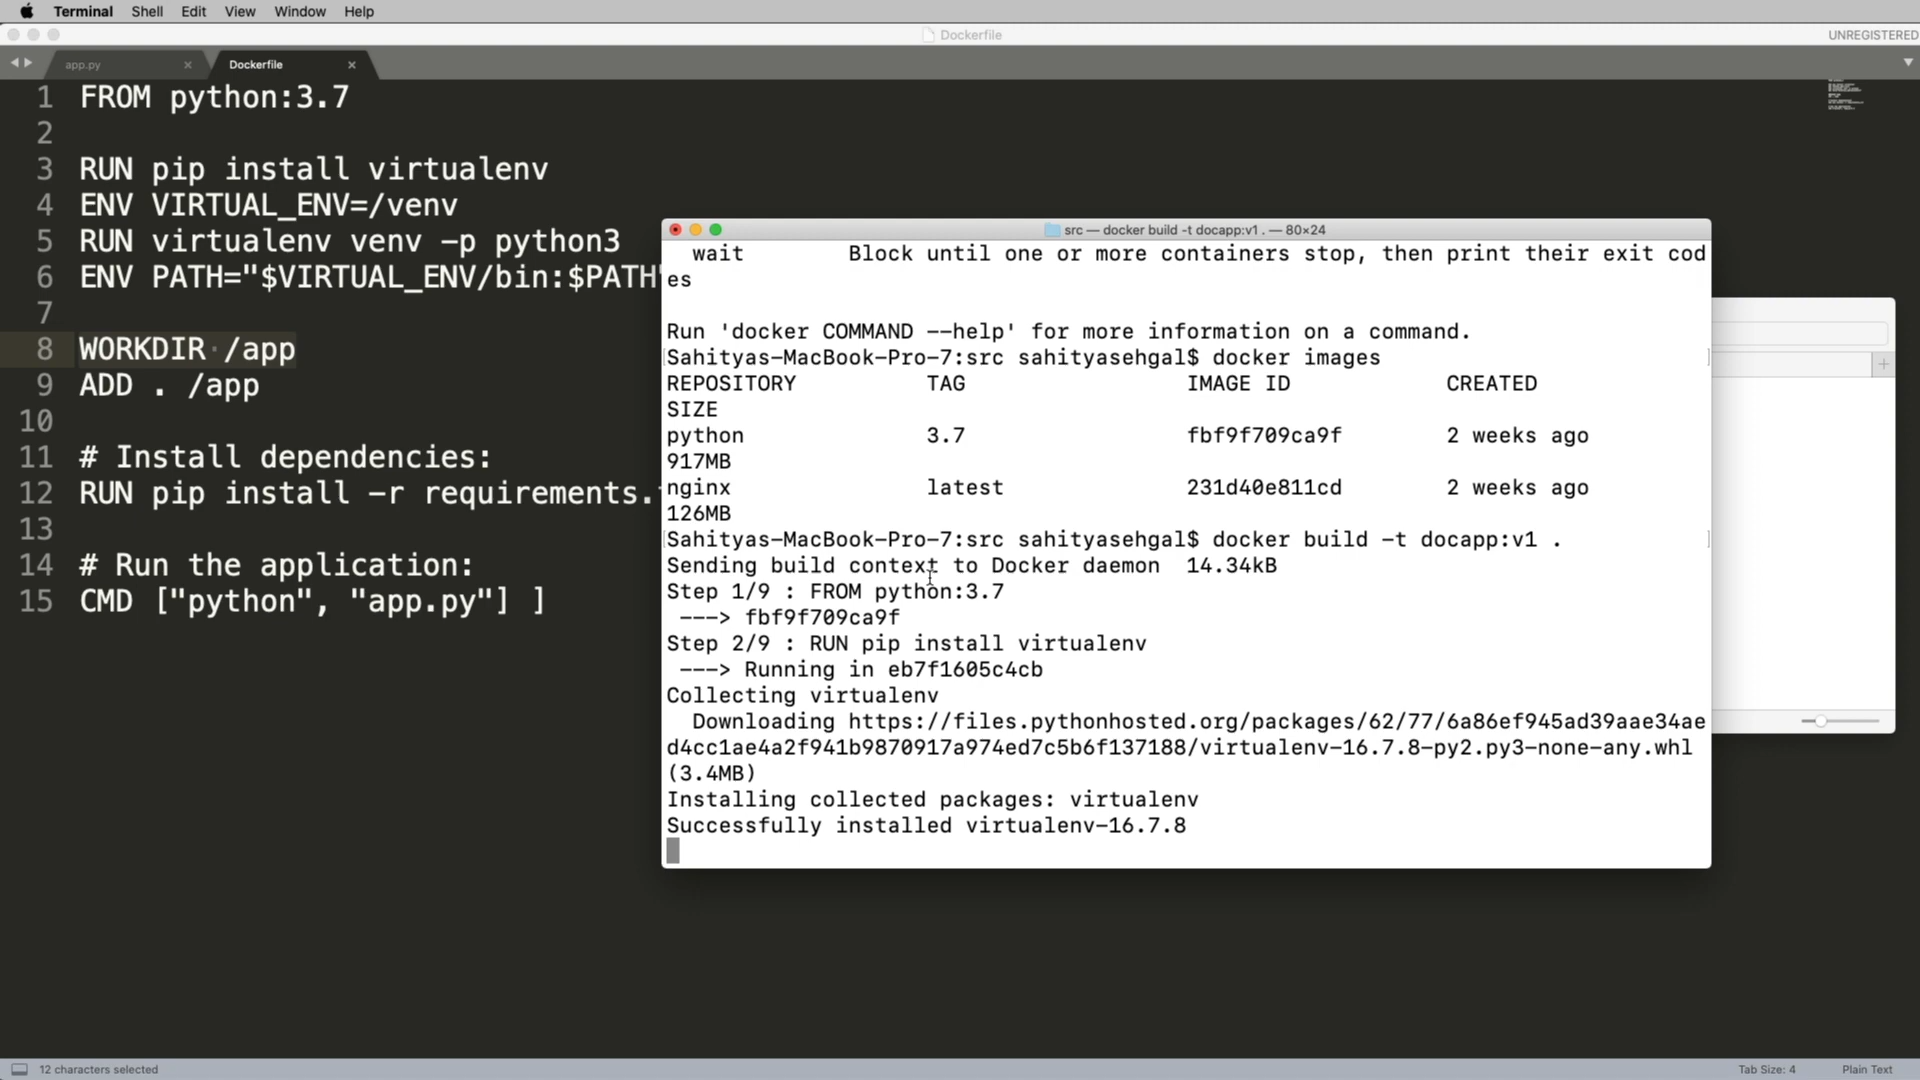 Terminal Shell Edit View Window Help
Dockerfile
UNREGISTERED
app.py
Dockerfile
1 FROM python:3.7
2
3 RUN pip install virtualenv
4 ENV VIRTUAL_ENV=/venv
5 RUN virtualenv venv -p python3
6 ENV PATH="$VIRTUAL_ENV/bin:$PATH"
7
8 WORKDIR /app
9 ADD . /app
10
11 # Install dependencies:
12 RUN pip install -r requirements.
13
14 # Run the application:
15 CMD ["python", "app.py"] ]
src — docker build -t docapp:v1 . — 80×24
wait Block until one or more containers stop, then print their exit cod
es
Run 'docker COMMAND --help' for more information on a command.
[Sahityas-MacBook-Pro-7:src sahityasehgal$ docker images ]
REPOSITORY TAG IMAGE ID CREATED
SIZE
python 3.7 fbf9f709ca9f 2 weeks ago
917MB
nginx latest 231d40e811cd 2 weeks ago
126MB
[Sahityas-MacBook-Pro-7:src sahityasehgal$ docker build -t docapp:v1 . ]
Sending build context to Docker daemon 14.34kB
Step 1/9 : FROM python:3.7
---> fbf9f709ca9f
Step 2/9 : RUN pip install virtualenv
---> Running in eb7f1605c4cb
Collecting virtualenv
Downloading https://files.pythonhosted.org/packages/62/77/6a86ef945ad39aae34ae
d4cc1ae4a2f941b9870917a974ed7c5b6f137188/virtualenv-16.7.8-py2.py3-none-any.whl
(3.4MB)
Installing collected packages: virtualenv
Successfully installed virtualenv-16.7.8
12 characters selected
Tab Size: 4
Plain Text